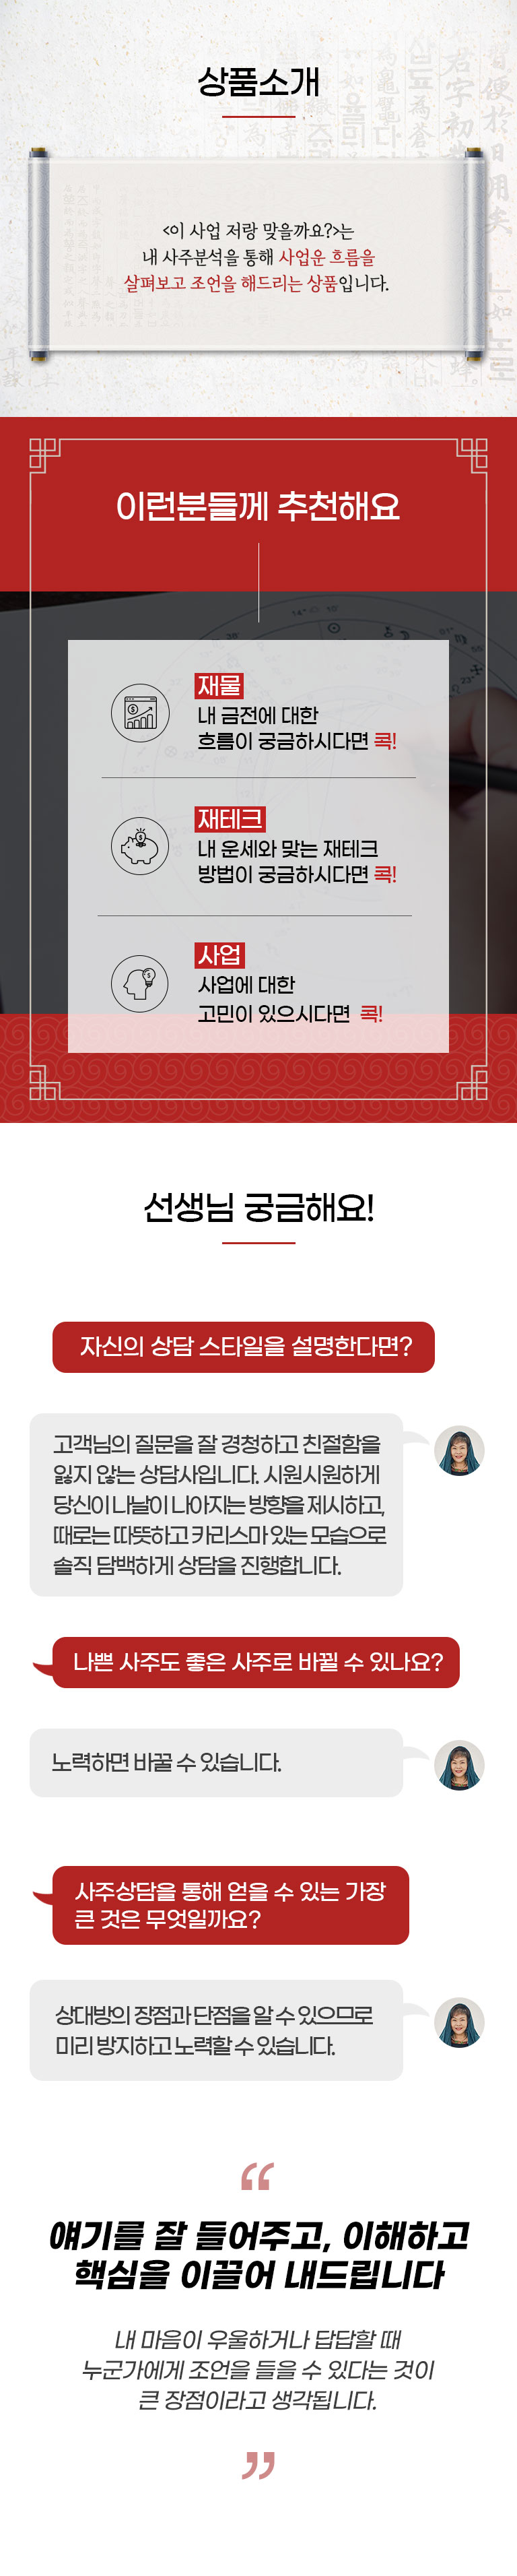 상품소개
<이 사업 저랑 맞을까요?>는
내 사주분석을 통해 사업운 흐름을
살펴보고 조언을 해드리는 상품입니다.
이런분들께 추천해요
재물
내 금전에 대한
흐름이 궁금하시다면 콕!
재테크
내 운세와 맞는 재테크
방법이 궁금하시다면 콕!
사업
사업에 대한
고민이 있으시다면 콕!
선생님 궁금해요!
자신의 상담 스타일을 설명한다면?
고객님의 질문을 잘 경청하고 친절함을
잃지 않는 상담사입니다. 시원시원하게
당신이 나날이 나아지는 방향을 제시하고,
때로는 따뜻하고 카리스마 있는 모습으로
솔직 담백하게 상담을 진행합니다.
나쁜 사주도 좋은 사주로 바뀔 수 있나요?
노력하면 바꿀 수 있습니다.
사주상담을 통해 얻을 수 있는 가장
큰 것은 무엇일까요?
상대방의 장점과 단점을 알 수 있으므로
미리 방지하고 노력할 수 있습니다.
“
얘기를 잘 들어주고, 이해하고
핵심을 이끌어 내드립니다
내 마음이 우울하거나 답답할 때
누군가에게 조언을 들을 수 있다는 것이
큰 장점이라고 생각됩니다.
”